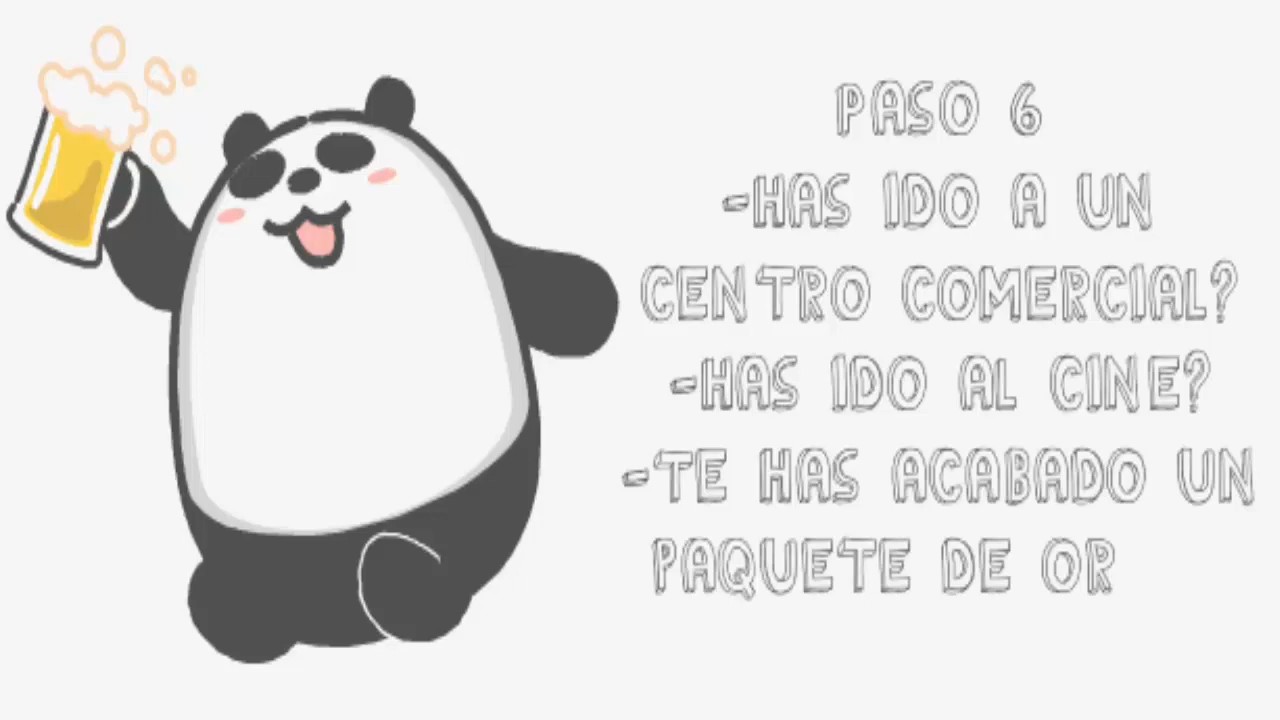 PASO 6
-HAS IDO A UN
CENTRO COMERCIAL?
-HAS IDO AL CINE?
-TE HAS ACABADO UN
PAQUETE DE OR